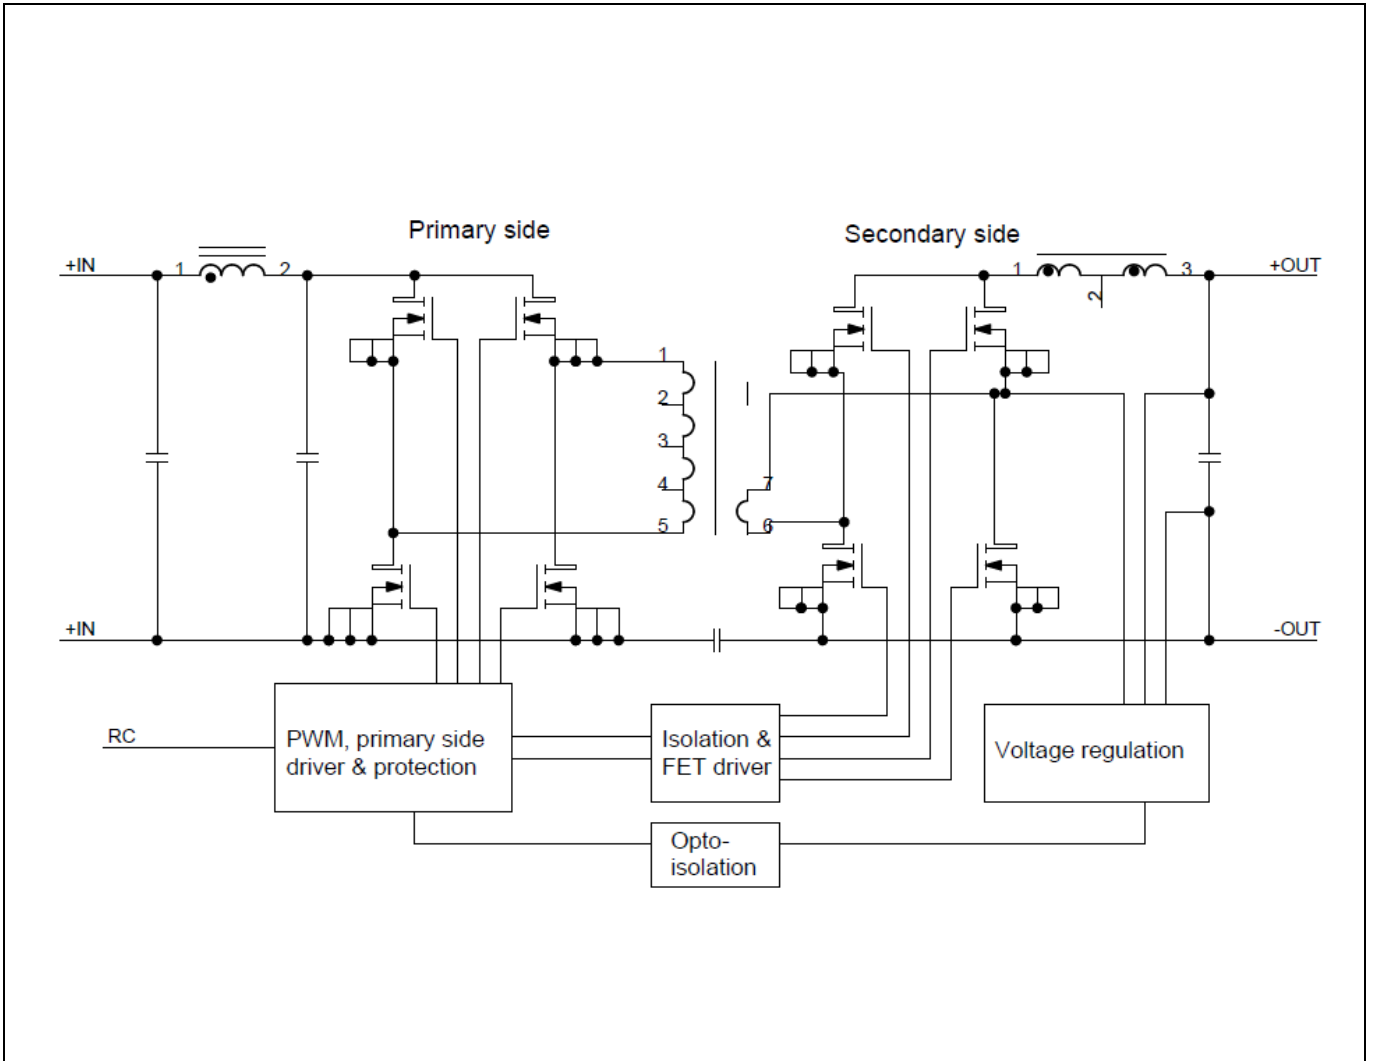 Primary side
Secondary side
+IN
1
2
1
2
3
+OUT
1
2
3
4
5
7
6
+IN
-OUT
RC
PWM, primary side
driver & protection
Isolation &
FET driver
Voltage regulation
Opto-
isolation